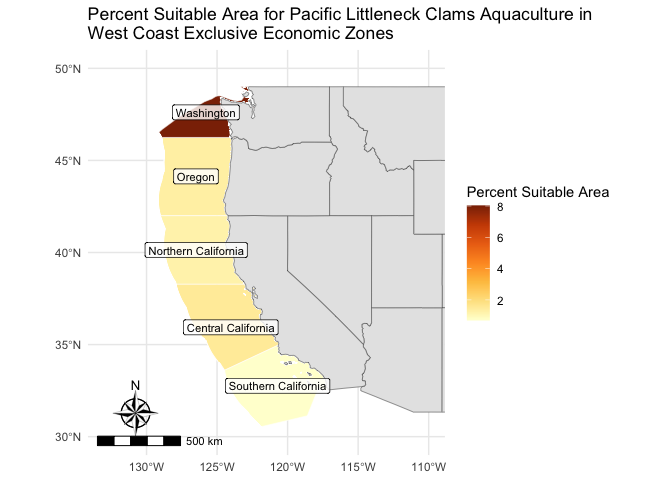 Percent Suitable Area for Pacific Littleneck Clams Aquaculture in
West Coast Exclusive Economic Zones
50°N
45°N
40°N
35°N
30°N
Washington
Oregon
Northern California
Central California
Southern California
N
500 km
130°W
125°W
120°W
115°W
110°W
Percent Suitable Area
8
6
4
2